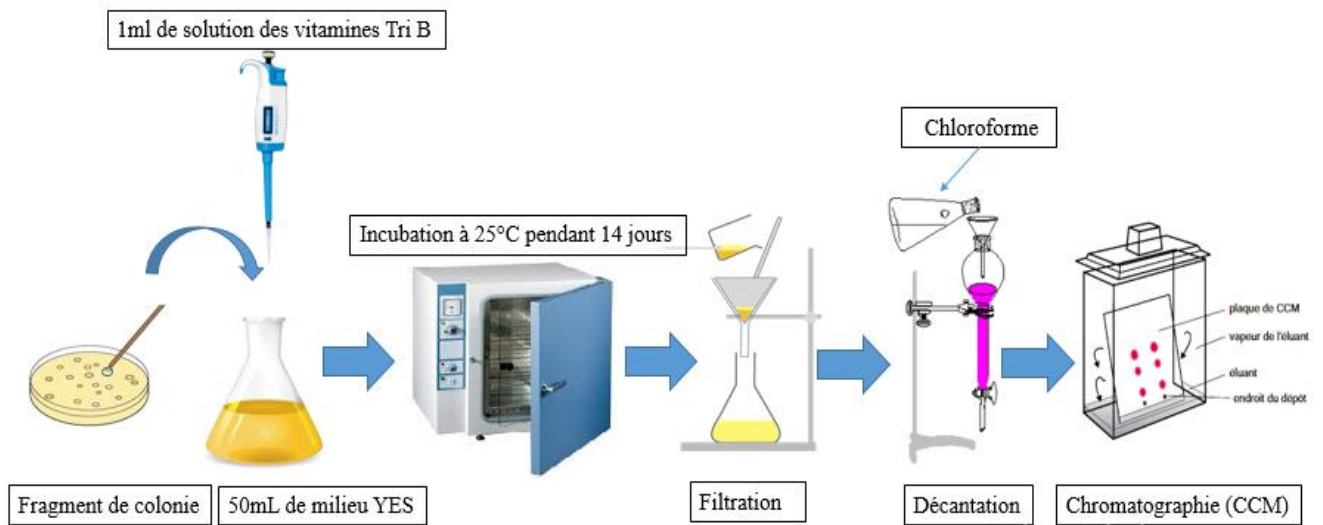 1ml de solution des vitamines Tri B
Chloroforme
Incubation à 25°C pendant 14 jours
plaque de CCM
vapeur de l'éluant
éluant
endroit du dépôt
Fragment de colonie
50mL de milieu YES
Filtration
Décantation
Chromatographie (CCM)